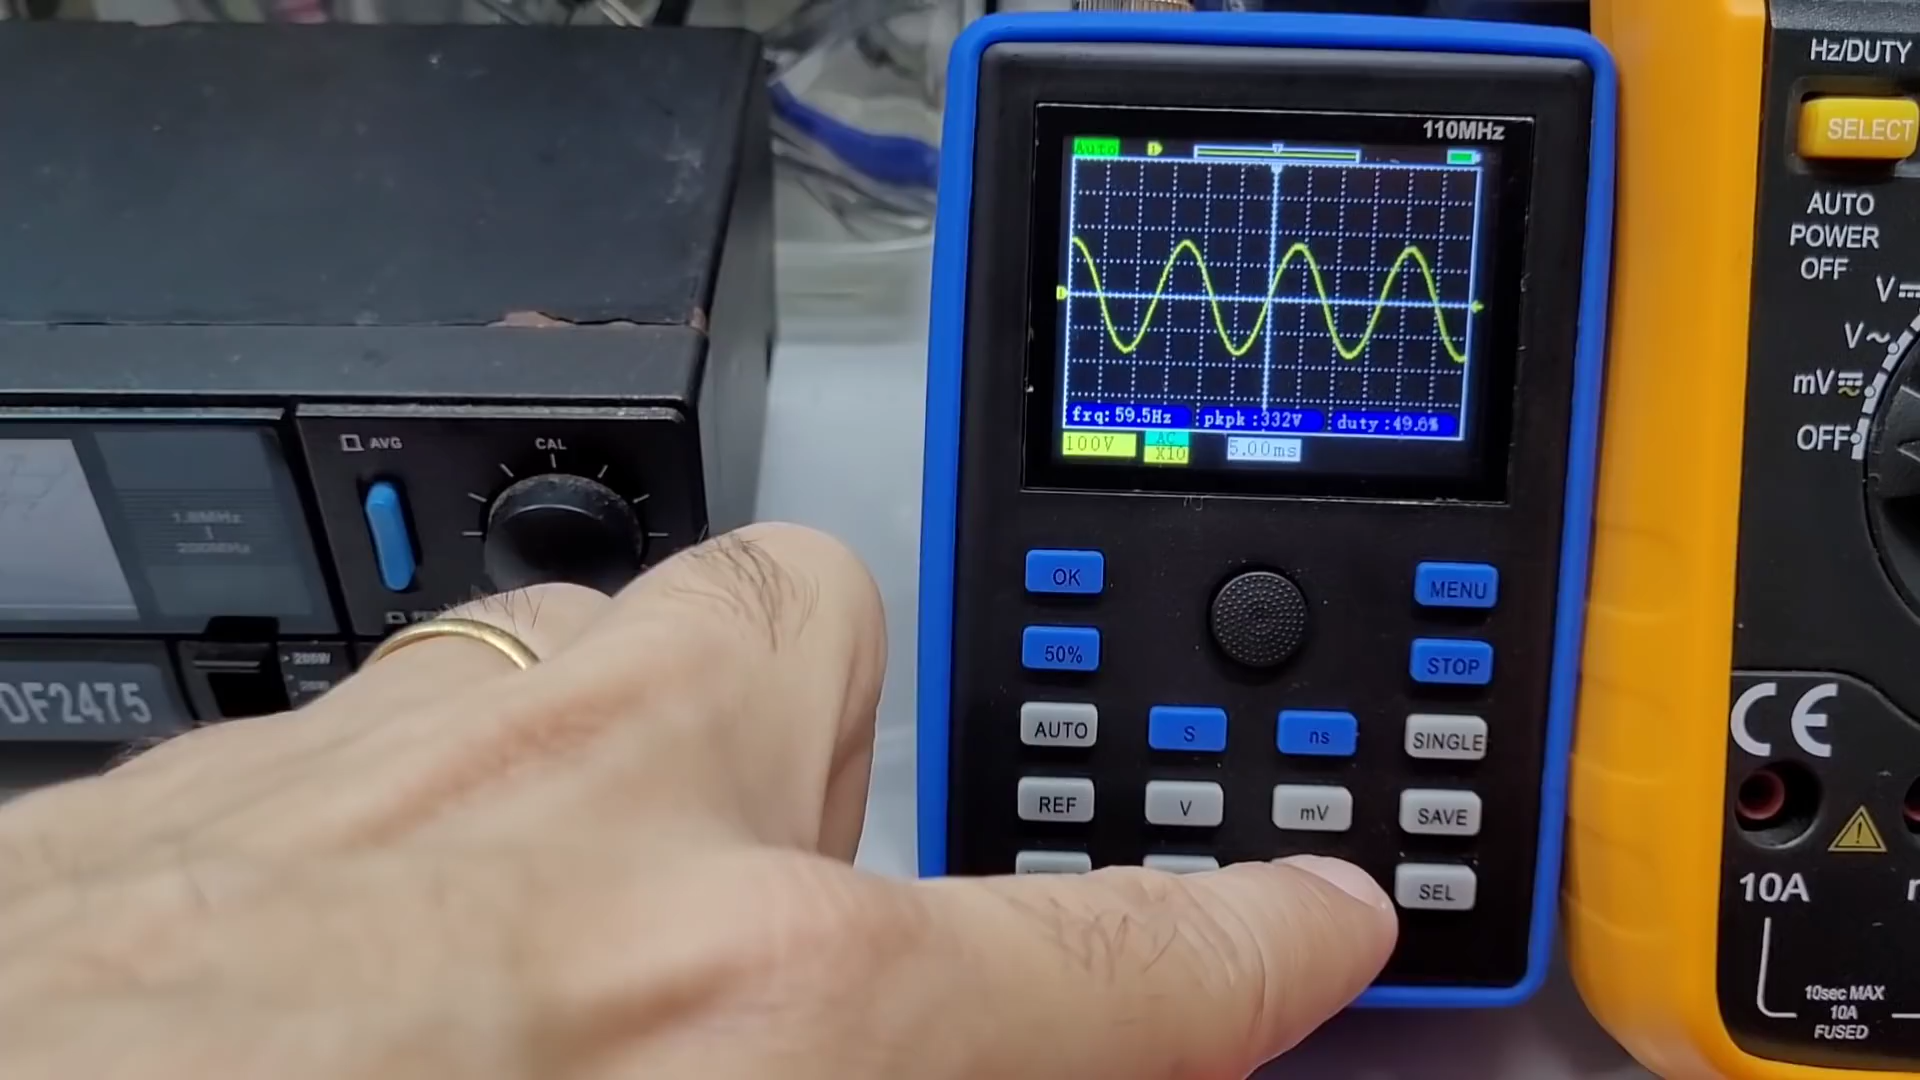 AVG
CAL
1.8MHz
200MHz
200W
DF2475
110MHz
Auto
frq:59.5Hz
pkpk:332V
duty:49.6%
100V
AC
X10
5.00ms
OK
MENU
50%
STOP
AUTO
S
ns
SINGLE
REF
V
mV
SAVE
SEL
Hz/DUTY
SELECT
AUTO
POWER
OFF
V
V~
mV
OFF
CE
10A
10sec MAX
10A
FUSED